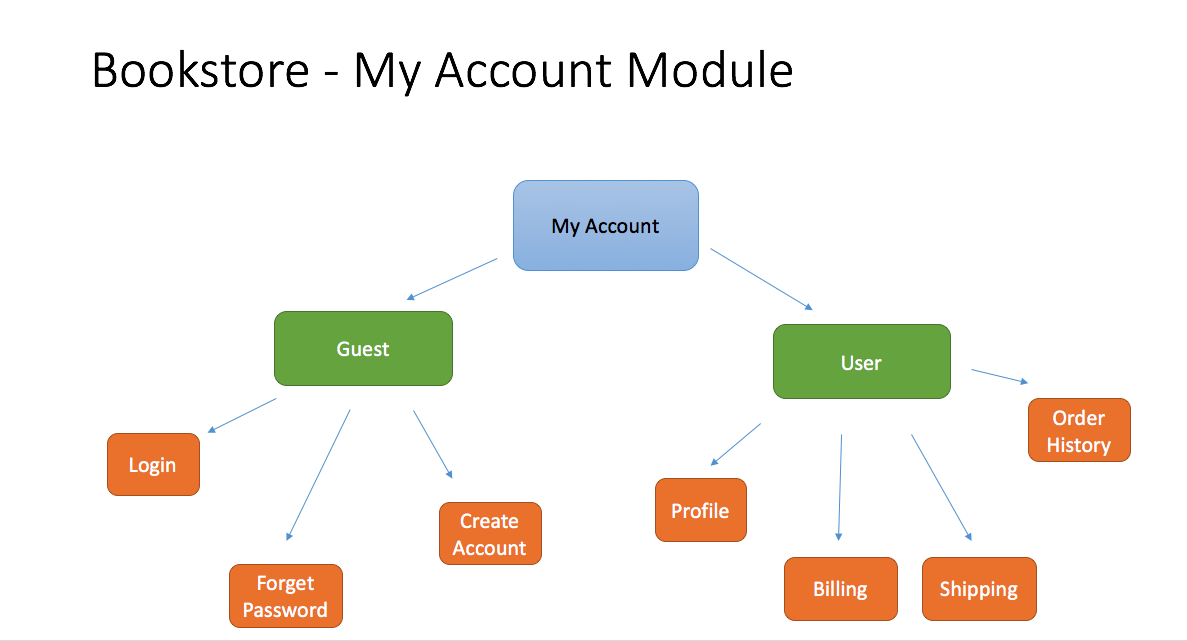 Bookstore - My Account Module
My Account
Guest
User
Login
Forget
Password
Create
Account
Profile
Billing
Shipping
Order
History